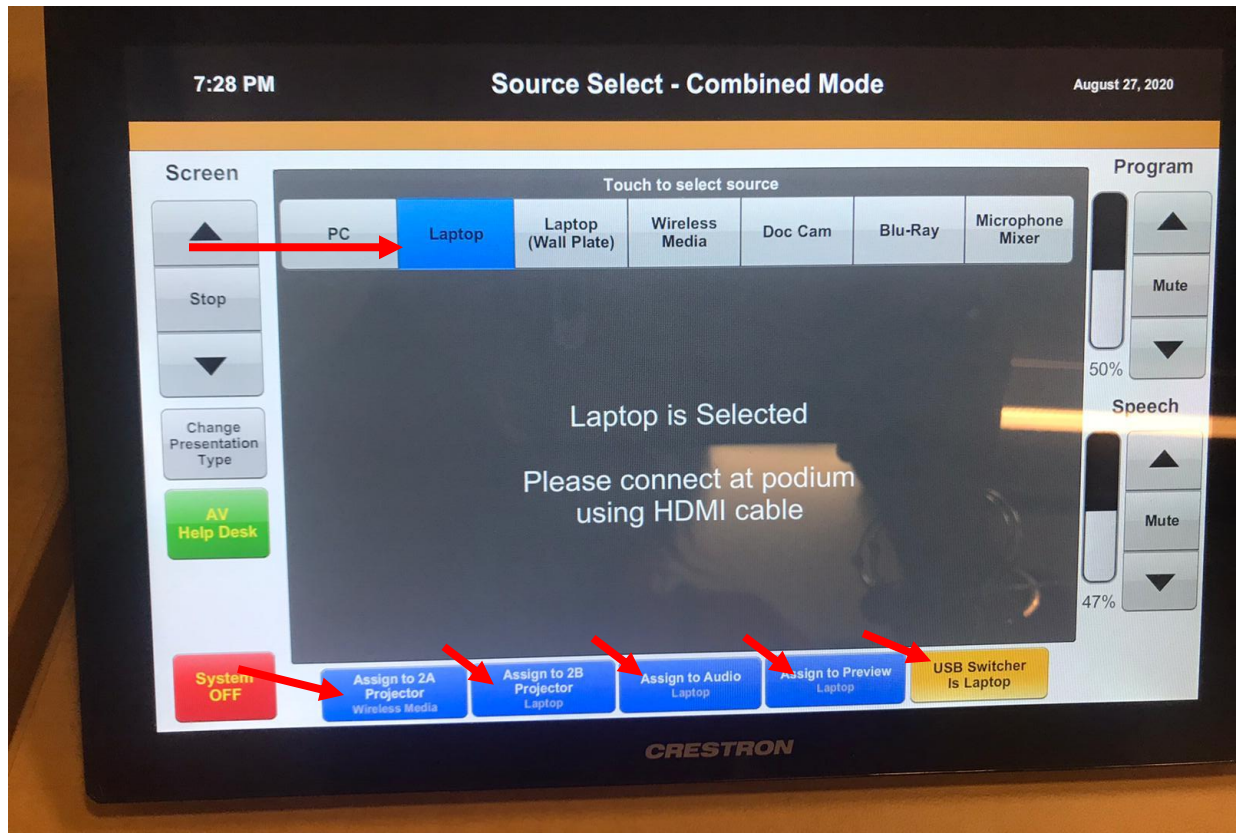 7:28 PM
Source Select - Combined Mode
August 27, 2020
Screen
Program
Touch to select source
PC
Laptop
Laptop
(Wall Plate)
Wireless
Media
Doc Cam
Blu-Ray
Microphone
Mixer
Stop
Mute
50%
Change
Presentation
Type
Laptop is Selected
Please connect at podium
using HDMI cable
Speech
AV
Help Desk
Mute
47%
System
OFF
Assign to 2A
Projector
Wireless Media
Assign to 2B
Projector
Laptop
Assign to Audio
Laptop
Assign to Preview
Laptop
USB Switcher
Is Laptop
CRESTRON